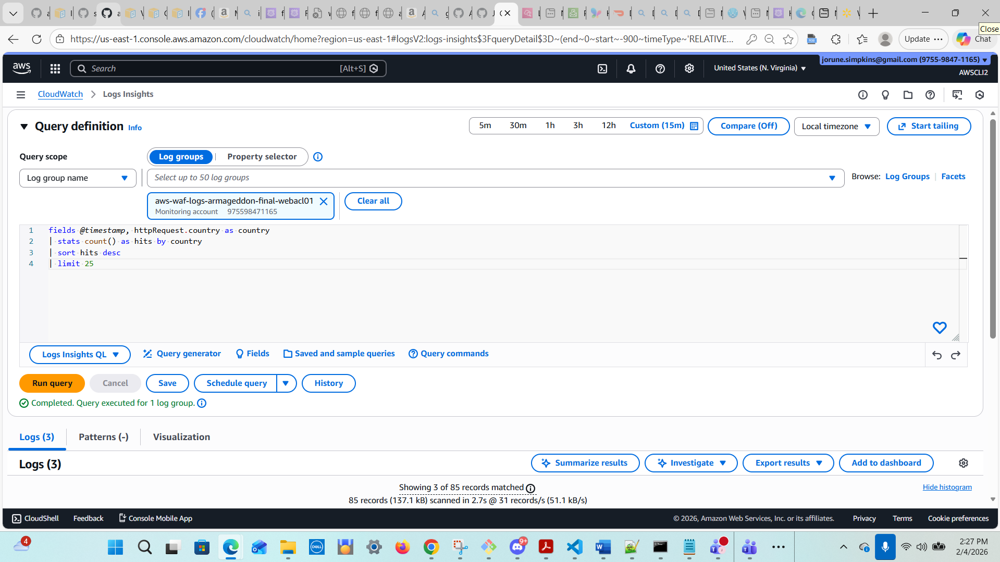 https://us-east-1.console.aws.amazon.com/cloudwatch/home?region=us-east-1#logsV2:logs-insights$3FqueryDetail$3D~(end~0~start~-900~timeType~'RELATIVE...
Update
Chat
Close
aws
Search
[Alt+S]
United States (N. Virginia)
jorune.simpkins@gmail.com (9755-9847-1165)
AWSCLI2
CloudWatch
Logs Insights
Query definition
Info
5m
30m
1h
3h
12h
Custom (15m)
Compare (Off)
Local timezone
Start tailing
Query scope
Log groups
Property selector
Log group name
Select up to 50 log groups
Browse:
Log Groups
Facets
aws-waf-logs-armageddon-final-webacl01
Monitoring account 975598471165
Clear all
1 fields @timestamp, httpRequest.country as country
2 | stats count() as hits by country
3 | sort hits desc
4 | limit 25
Logs Insights QL
Query generator
Fields
Saved and sample queries
Query commands
Run query
Cancel
Save
Schedule query
History
Completed. Query executed for 1 log group.
Logs (3)
Patterns (-)
Visualization
Logs (3)
Summarize results
Investigate
Export results
Add to dashboard
Showing 3 of 85 records matched
Hide histogram
85 records (137.1 kB) scanned in 2.7s @ 31 records/s (51.1 kB/s)
CloudShell
Feedback
Console Mobile App
© 2026, Amazon Web Services, Inc. or its affiliates.
Privacy
Terms
Cookie preferences
4
DELL
9+
2:27 PM
2/4/2026